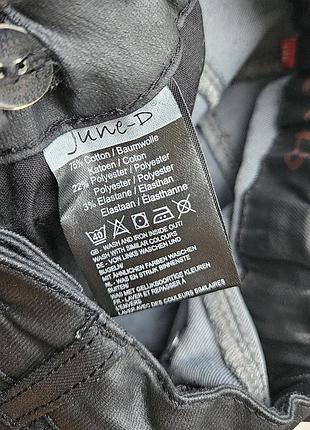 June-D
75% Cotton / Baumwolle
Katoen / Coton
22% Polyester / Polyester
Polyester / Polyester
3% Elastane / Elasthan
Elastaan / Elasthanne
40
GB - WASH AND IRON INSIDE OUT/
WASH WITH SIMILAR COLOURS
DE - VON LINKS WASCHEN UND
BUGELN
MIT ÄHNLICHEN FARBEN WASCHEN
NL - WAS EN STRIJK BINNENSTE
BUITEN/
WAS MET GELIJKSOORTIGE KLEUREN
FR - LAVER ET REPASSER À
L'ENVERS/
LAVER AVEC DES COULEURS SIMILAIRES